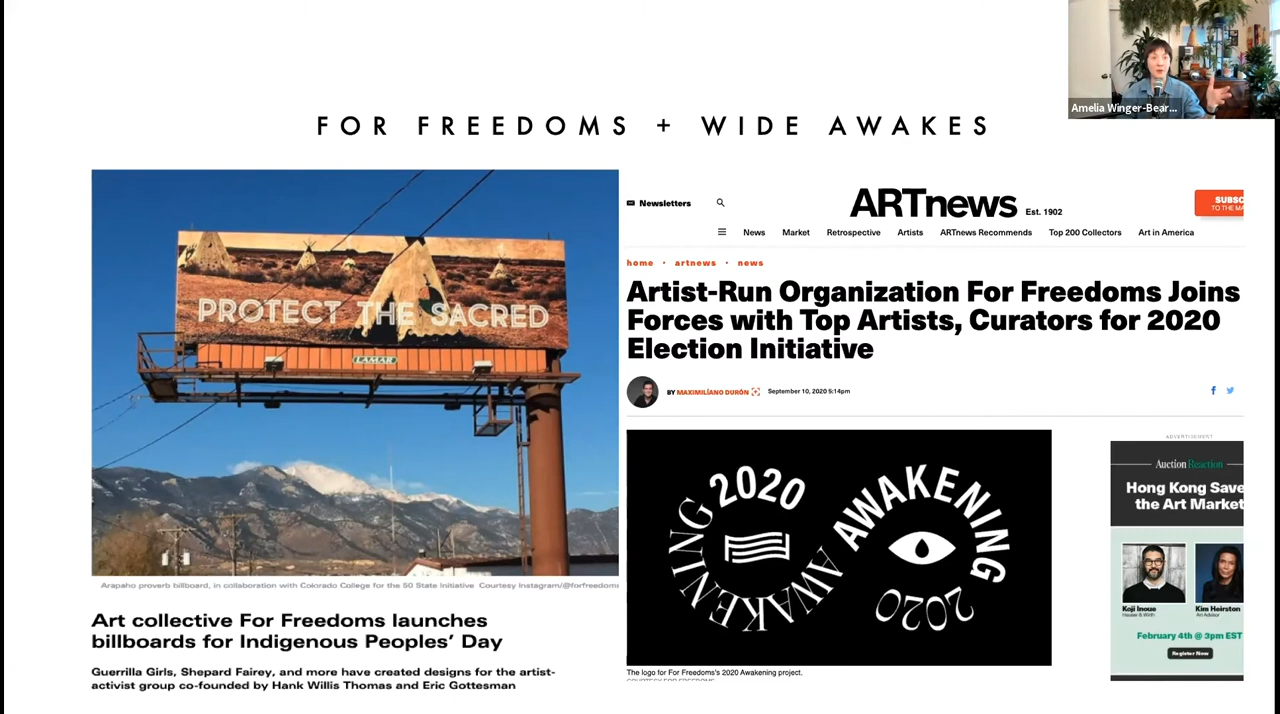 Amelia Winger-Bear...
FOR FREEDOMS + WIDE AWAKES
PROTECT THE SACRED
LAMAR
Arapaho proverb billboard, in collaboration with Colorado College for the 50 State Initiative Courtesy Instagram/@forfreedoms
Art collective For Freedoms launches
billboards for Indigenous Peoples’ Day
Guerrilla Girls, Shepard Fairey, and more have created designs for the artist-
activist group co-founded by Hank Willis Thomas and Eric Gottesman
Newsletters
ARTnews Est. 1902
SUBSC
TO THE MA
News Market Retrospective Artists ARTnews Recommends Top 200 Collectors Art in America
home • artnews • news
Artist-Run Organization For Freedoms Joins
Forces with Top Artists, Curators for 2020
Election Initiative
BY MAXIMILÍANO DURÓN September 10, 2020 5:14pm
2020 AWAKENING
AWAKENING 2020
The logo for For Freedoms's 2020 Awakening project.
COURTESY FOR FREEDOMS
ADVERTISEMENT
Auction Reaction
Hong Kong Save
the Art Market
Koji Inoue
Hauser & Wirth
Kim Heirston
Art Advisor
February 4th @ 3pm EST
Register Now